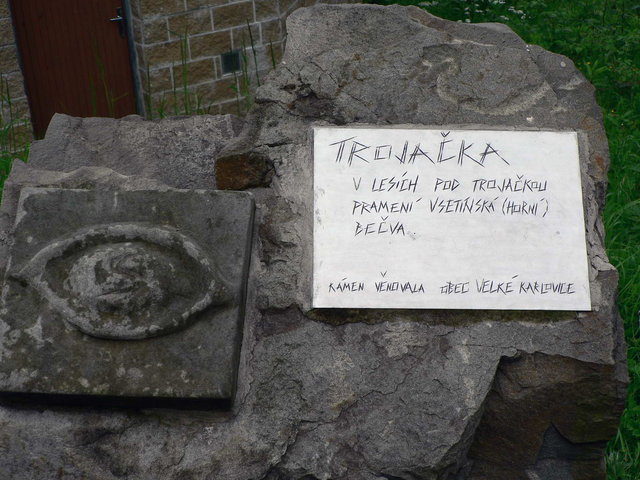 TROJAČKA
V LESÍCH POD TROJAČKOU
PRAMENÍ VSETÍNSKÁ (HORNÍ)
BEČVA.
KÁMEN VĚNOVALA OBEC VELKÉ KARLOVICE